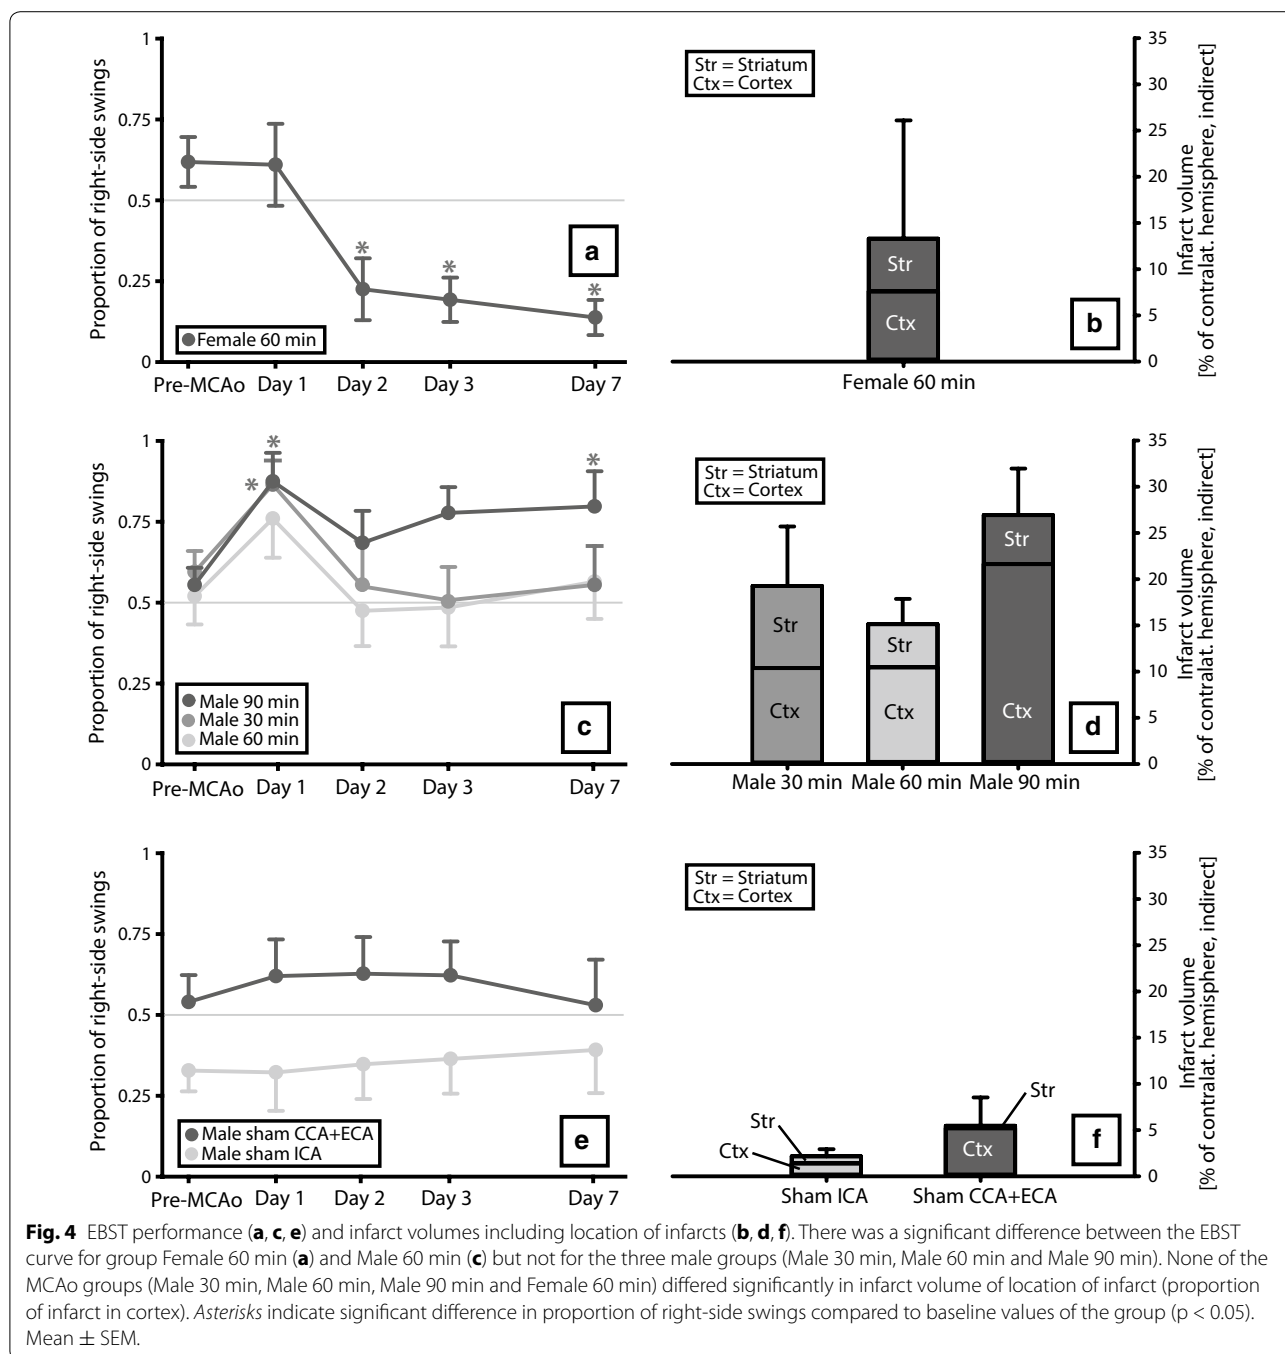 1
0.75
0.5
0.25
0
Proportion of right-side swings
* * *
a
Female 60 min
Pre-MCAo Day 1 Day 2 Day 3 Day 7
Str = Striatum
Ctx = Cortex
Str
Ctx
b
Female 60 min
35
30
25
20
15
10
5
0
Infarct volume
[% of contralat. hemisphere, indirect]
1
0.75
0.5
0.25
0
Proportion of right-side swings
* * *
Male 90 min
Male 30 min
Male 60 min
c
Pre-MCAo Day 1 Day 2 Day 3 Day 7
Str = Striatum
Ctx = Cortex
Str Str Str
Ctx Ctx Ctx
d
Male 30 min Male 60 min Male 90 min
35
30
25
20
15
10
5
0
Infarct volume
[% of contralat. hemisphere, indirect]
1
0.75
0.5
0.25
0
Proportion of right-side swings
Male sham CCA+ECA
Male sham ICA
e
Pre-MCAo Day 1 Day 2 Day 3 Day 7
Str = Striatum
Ctx = Cortex
Str
Ctx
Str
Ctx
f
Sham ICA Sham CCA+ECA
35
30
25
20
15
10
5
0
Infarct volume
[% of contralat. hemisphere, indirect]
Fig. 4 EBST performance (a, c, e) and infarct volumes including location of infarcts (b, d, f). There was a significant difference between the EBST
curve for group Female 60 min (a) and Male 60 min (c) but not for the three male groups (Male 30 min, Male 60 min and Male 90 min). None of the
MCAo groups (Male 30 min, Male 60 min, Male 90 min and Female 60 min) differed significantly in infarct volume of location of infarct (proportion
of infarct in cortex). Asterisks indicate significant difference in proportion of right-side swings compared to baseline values of the group (p < 0.05).
Mean ± SEM.